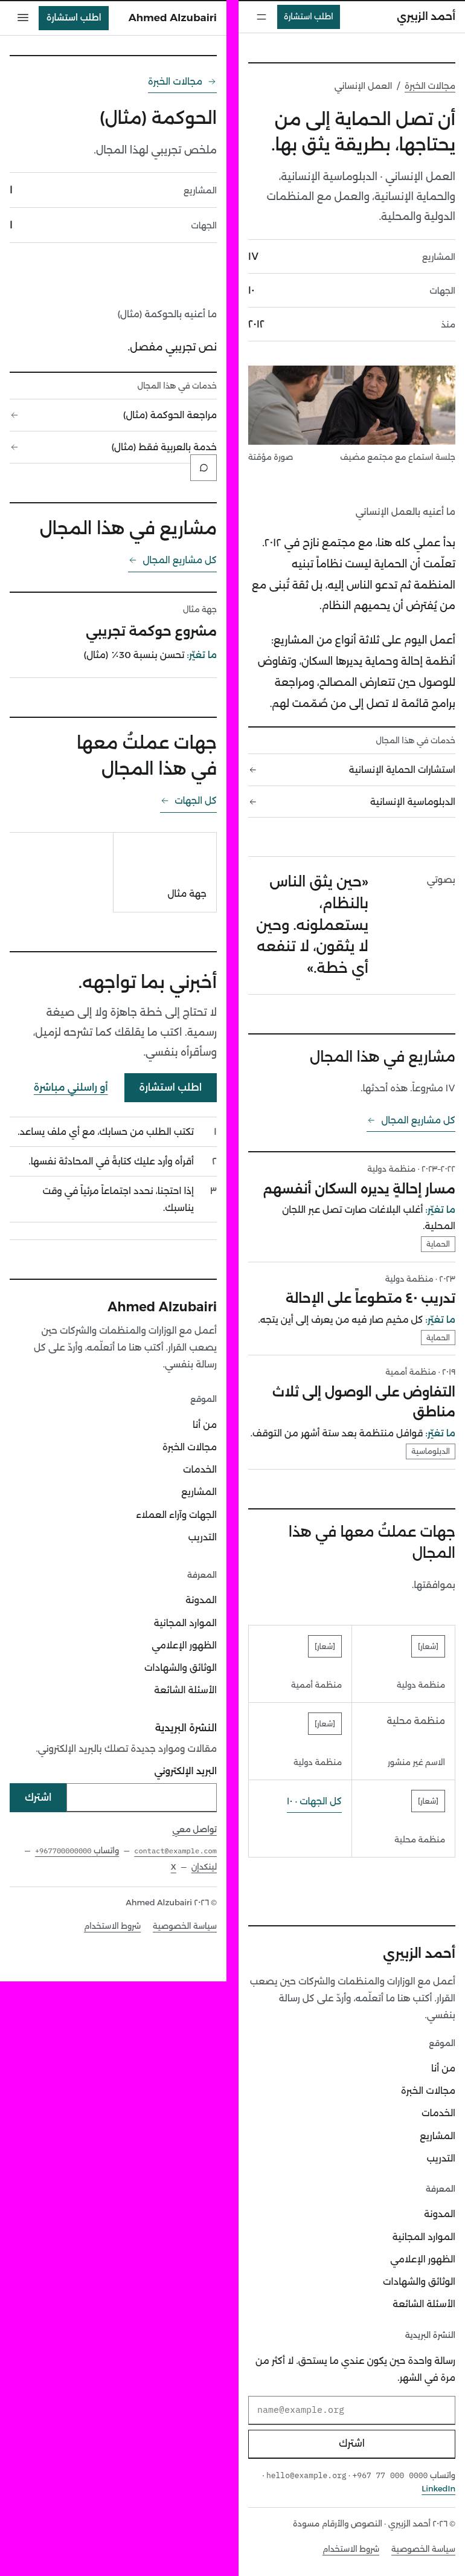 أحمد الزبيري
اطلب استشارة
مجالات الخبرة / العمل الإنساني
أن تصل الحماية إلى من
يحتاجها، بطريقة يثق بها.
العمل الإنساني · الدبلوماسية الإنسانية،
والحماية الإنسانية، والعمل مع المنظمات
الدولية والمحلية.
المشاريع ١٧
الجهات ١٠
منذ ٢٠١٢
جلسة استماع مع مجتمع مضيف صورة مؤقتة
ما أعنيه بالعمل الإنساني
بدأ عملي كله هنا، مع مجتمع نازح في ٢٠١٢.
تعلّمت أن الحماية ليست نظاماً تبنيه
المنظمة ثم تدعو الناس إليه، بل ثقة تُبنى مع
من يُفترض أن يحميهم النظام.
أعمل اليوم على ثلاثة أنواع من المشاريع:
أنظمة إحالة وحماية يديرها السكان، وتفاوض
للوصول حين تتعارض المصالح، ومراجعة
برامج قائمة لا تصل إلى من صُمّمت لهم.
خدمات في هذا المجال
استشارات الحماية الإنسانية ←
الدبلوماسية الإنسانية ←
بصوتي
«حين يثق الناس
بالنظام،
يستعملونه. وحين
لا يثقون، لا تنفعه
أي خطة.»
مشاريع في هذا المجال
١٧ مشروعاً. هذه أحدثها.
كل مشاريع المجال ←
٢٠٢٢-٢٠٢٣ · منظمة دولية
مسار إحالةٍ يديره السكان أنفسهم
ما تغيّر: أغلب البلاغات صارت تصل عبر اللجان
المحلية.
الحماية
٢٠٢٣ · منظمة دولية
تدريب ٤٠ متطوعاً على الإحالة
ما تغيّر: كل مخيم صار فيه من يعرف إلى أين يتجه.
الحماية
٢٠١٩ · منظمة أممية
التفاوض على الوصول إلى ثلاث
مناطق
ما تغيّر: قوافل منتظمة بعد ستة أشهر من التوقف.
الدبلوماسية
جهات عملتُ معها في هذا
المجال
بموافقتها.
[شعار]
منظمة دولية
[شعار]
منظمة أممية
منظمة محلية
الاسم غير منشور
[شعار]
منظمة دولية
[شعار]
منظمة محلية
كل الجهات · ١٠
أحمد الزبيري
أعمل مع الوزارات والمنظمات والشركات حين يصعب
القرار. أكتب هنا ما أتعلّمه، وأردّ على كل رسالة
بنفسي.
الموقع
من أنا
مجالات الخبرة
الخدمات
المشاريع
التدريب
المعرفة
المدونة
الموارد المجانية
الظهور الإعلامي
الوثائق والشهادات
الأسئلة الشائعة
النشرة البريدية
رسالة واحدة حين يكون عندي ما يستحق. لا أكثر من
مرة في الشهر.
name@example.org
اشترك
واتساب +967 77 000 0000 · hello@example.org ·
LinkedIn
© ٢٠٢٦ أحمد الزبيري · النصوص والأرقام مسودة
سياسة الخصوصية شروط الاستخدام
Ahmed Alzubairi
اطلب استشارة
→ مجالات الخبرة
الحوكمة (مثال)
ملخص تجريبي لهذا المجال.
المشاريع ١
الجهات ١
ما أعنيه بالحوكمة (مثال)
نص تجريبي مفصل.
خدمات في هذا المجال
مراجعة الحوكمة (مثال) ←
خدمة بالعربية فقط (مثال) ←
مشاريع في هذا المجال
كل مشاريع المجال ←
جهة مثال
مشروع حوكمة تجريبي
ما تغيّر: تحسن بنسبة 30٪ (مثال)
جهات عملتُ معها
في هذا المجال
كل الجهات ←
جهة مثال
أخبرني بما تواجهه.
لا تحتاج إلى خطة جاهزة ولا إلى صيغة
رسمية. اكتب ما يقلقك كما تشرحه لزميل،
وسأقرأه بنفسي.
اطلب استشارة
أو راسلني مباشرة
١ تكتب الطلب من حسابك، مع أي ملف يساعد.
٢ أقرأه وأرد عليك كتابةً في المحادثة نفسها.
٣ إذا احتجنا، نحدد اجتماعاً مرئياً في وقت
يناسبك.
Ahmed Alzubairi
أعمل مع الوزارات والمنظمات والشركات حين
يصعب القرار. أكتب هنا ما أتعلّمه، وأردّ على كل
رسالة بنفسي.
الموقع
من أنا
مجالات الخبرة
الخدمات
المشاريع
الجهات وآراء العملاء
التدريب
المعرفة
المدونة
الموارد المجانية
الظهور الإعلامي
الوثائق والشهادات
الأسئلة الشائعة
النشرة البريدية
مقالات وموارد جديدة تصلك بالبريد الإلكتروني.
البريد الإلكتروني
اشترك
تواصل معي
contact@example.com — واتساب +967700000000 —
لينكدإن — X
© ٢٠٢٦ Ahmed Alzubairi
سياسة الخصوصية شروط الاستخدام